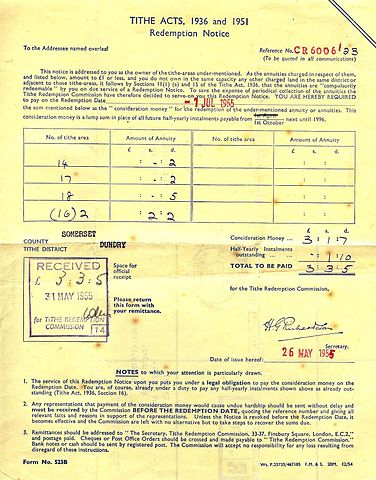 TITHE ACTS, 1936 and 1951
Redemption Notice
To the Addressee named overleaf
Reference No. CR6006/23
(To be quoted in all communications)
This notice is addressed to you as the owner of the tithe-areas under-mentioned. As the annuities charged in respect of them,
and listed below, amount to £1 or less, and you do not own in the same capacity any other charged land in the same district or
adjacent to those tithe-areas, it follows by Sections 11(1) (a) and 15 of the Tithe Act, 1936, that the annuities are "compulsorily
redeemable" by you on due service of a Redemption Notice. To save the expense of periodical collection of the annuities the
Tithe Redemption Commission have therefore decided to serve on you this Redemption Notice. YOU ARE HEREBY REQUIRED
to pay on the Redemption Date -1 JUL 1955
the sum mentioned below as the "consideration money" for the redemption of the under-mentioned annuity or annuities. This
consideration money is a lump sum in place of all future half-yearly instalments payable from 1st April next until 1996.
1st October
No. of tithe area Amount of Annuity No. of tithe area Amount of Annuity
£ s. d. £ s. d.
14 : - : 2 : :
17 : - : 2 : :
18 : - : 5 : :
(16) 2 : 2 : 2 : :
COUNTY SOMERSET
TITHE DISTRICT DUNDRY
Consideration Money ... 3 : 1 : 7
Half-Yearly Instalments
outstanding ... - : 1 : 10
TOTAL TO BE PAID £ 3 : 3 : 5
RECEIVED
£ 3 : 3 : 5
31 MAY 1955
for TITHE REDEMPTION
COMMISSION 14
Space for
official
receipt
Please return
this form with
your remittance.
for the Tithe Redemption Commission.
Secretary.
Date of issue hereof: 26 MAY 1955
NOTES to which your attention is particularly drawn.
1. The service of this Redemption Notice upon you puts you under a legal obligation to pay the consideration money on the
Redemption Date. You are, of course, already under a duty to pay any half-yearly instalments shown above as already out-
standing (Tithe Act, 1936, Section 16).
2. Any representations that payment of the consideration money would cause undue hardship should be sent without delay and
must be received by the Commission BEFORE THE REDEMPTION DATE, quoting the reference number and giving all
relevant facts and reasons in support of the representations. Unless the Notice is revoked before the Redemption Date, it
becomes effective and the Commission are left with no alternative but to take steps to recover the sums due.
3. Remittances should be addressed to "The Secretary, Tithe Redemption Commission, 33-37, Finsbury Square, London, E.C.2,"
and postage paid. Cheques or Post Office Orders should be crossed and made payable to "Tithe Redemption Commission."
Bank notes or cash should be sent by registered post. The Commission will accept no responsibility for any loss resulting from
disregard of these instructions.
Form No. 523B
Wt. P.25735/467185 F.M. & S. 20M. 12/54